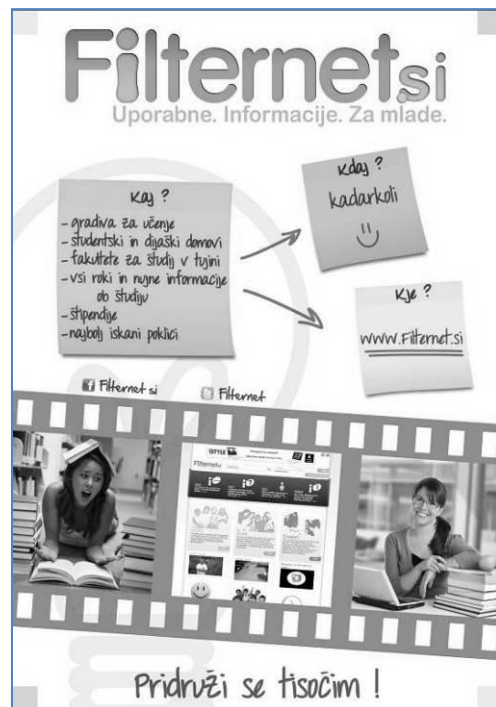 Filternet.si
Uporabne. Informacije. Za mlade.
Kaj ?
- gradiva za učenje
- študentski in dijaški domovi
- fakultete za študij v tujini
- vsi roki in nujne informacije
ob študiju
- štipendije
- najbolj iskani poklici
Kdaj ?
kadarkoli
Kje ?
www.Filternet.si
Filternet si
Filternet
Filternet.si
Pridruži se tisočim !